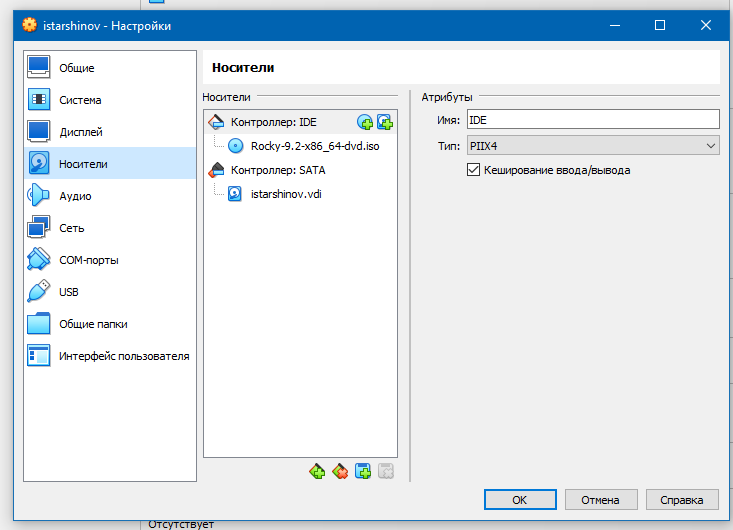 istarshinov - Настройки
Общие
Система
Дисплей
Носители
Аудио
Сеть
COM-порты
USB
Общие папки
Интерфейс пользователя
Носители
Носители
Контроллер: IDE
Rocky-9.2-x86_64-dvd.iso
Контроллер: SATA
istarshinov.vdi
Атрибуты
Имя: IDE
Тип: PIIX4
Кеширование ввода/вывода
OK Отмена Справка
Отсутствует